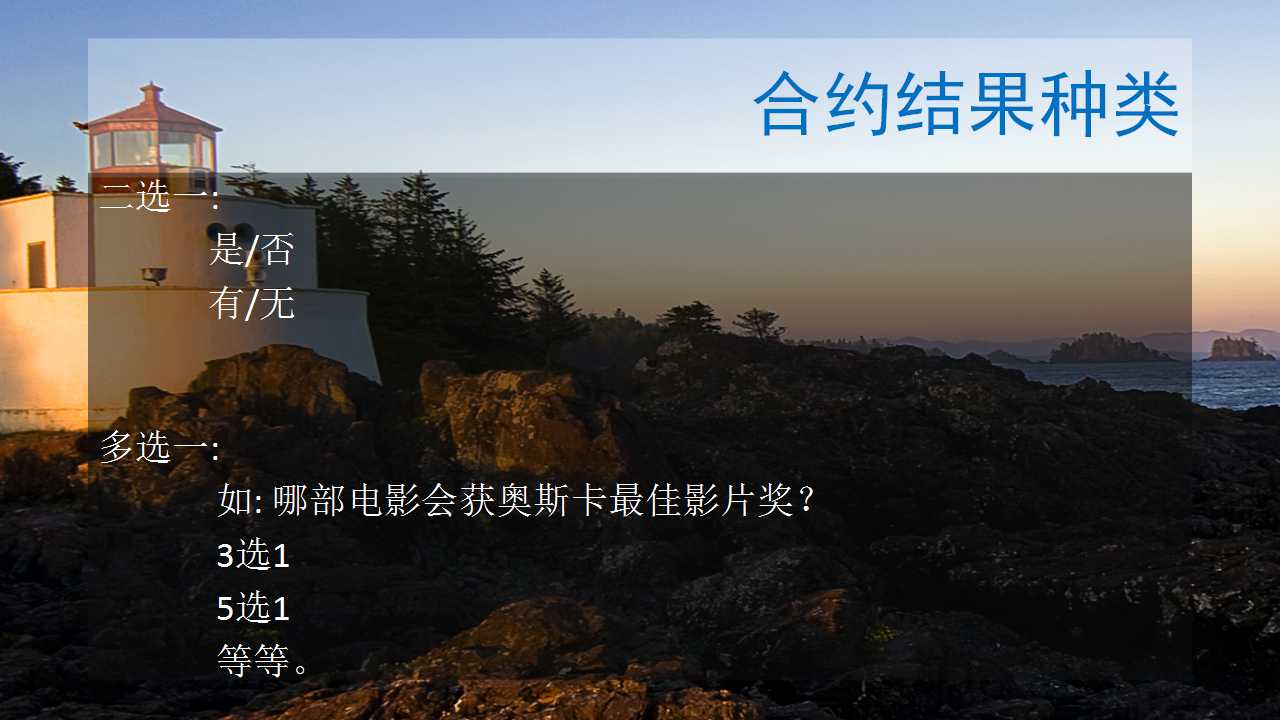 合约结果种类
二选一:
是/否
有/无
多选一:
如: 哪部电影会获奥斯卡最佳影片奖？
3选1
5选1
等等。